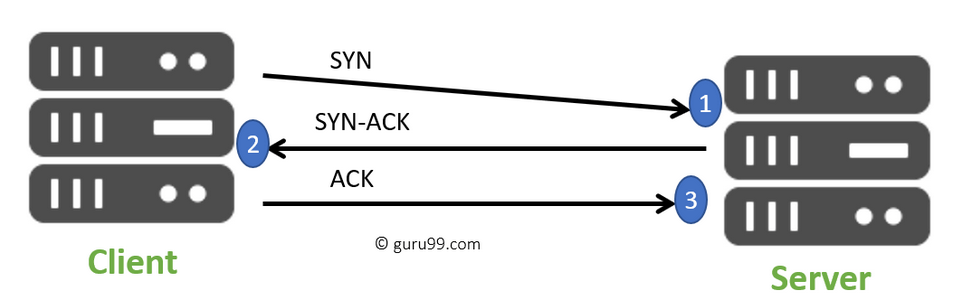 SYN
1
SYN-ACK
2
ACK
3
© guru99.com
Client
Server